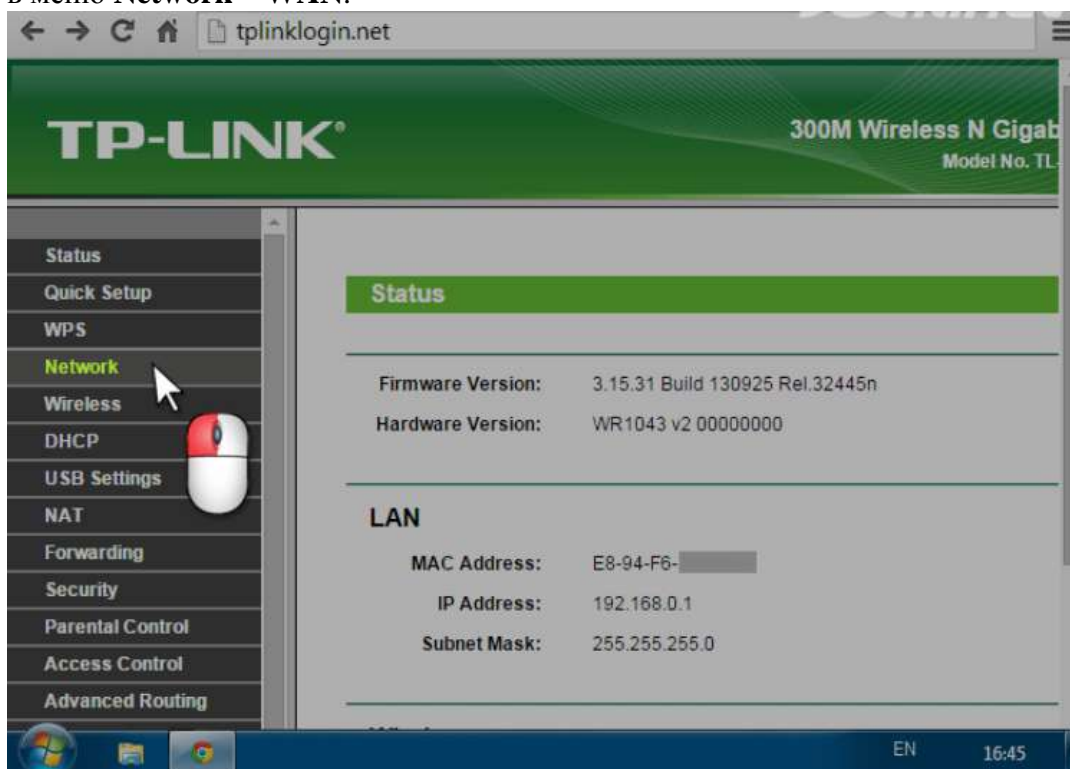 в меню Network - WAN.
tplinklogin.net
TP-LINK®
300M Wireless N Gigab
Model No. TL-
Status
Quick Setup
WPS
Network
Wireless
DHCP
USB Settings
NAT
Forwarding
Security
Parental Control
Access Control
Advanced Routing
Status
Firmware Version: 3.15.31 Build 130925 Rel.32445n
Hardware Version: WR1043 v2 00000000
LAN
MAC Address: E8-94-F6-
IP Address: 192.168.0.1
Subnet Mask: 255.255.255.0
EN 16:45